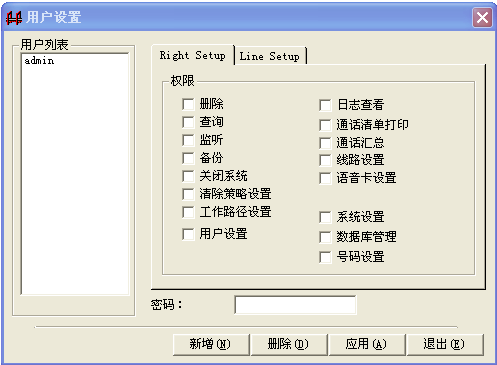 用户设置
用户列表
admin
Right Setup
Line Setup
权限
删除
查询
监听
备份
关闭系统
清除策略设置
工作路径设置
用户设置
日志查看
通话清单打印
通话汇总
线路设置
语音卡设置
系统设置
数据库管理
号码设置
密码：
新增(N)
删除(D)
应用(A)
退出(E)